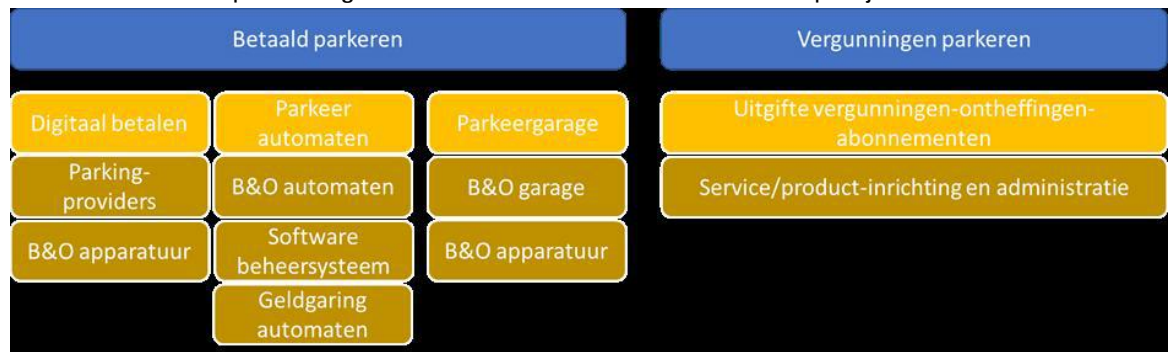 Betaald parkeren
Vergunningen parkeren
Digitaal betalen
Parkeer
automaten
Parkeergarage
Uitgifte vergunningen-ontheffingen-
abonnementen
Parking-
providers
B&O automaten
B&O garage
Service/product-inrichting en administratie
B&O apparatuur
Software
beheersysteem
B&O apparatuur
Geldgaring
automaten